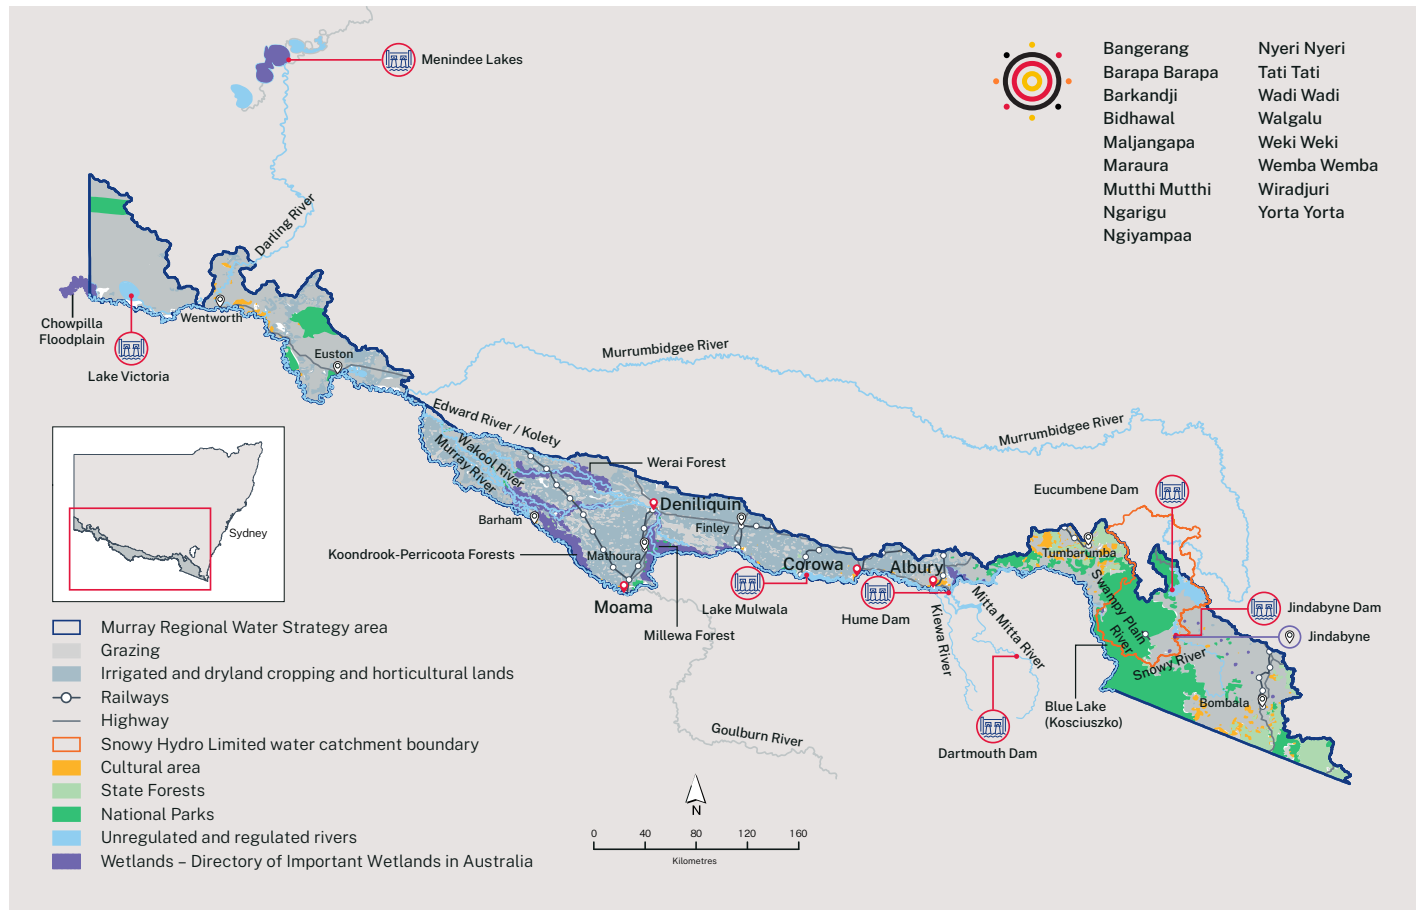 Menindee Lakes
Bangerang
Barapa Barapa
Barkandji
Bidhawal
Maljangapa
Maraura
Mutthi Mutthi
Ngarigu
Ngiyampaa
Nyeri Nyeri
Tati Tati
Wadi Wadi
Walgalu
Weki Weki
Wemba Wemba
Wiradjuri
Yorta Yorta
Darling River
Chowpilla
Floodplain
Wentworth
Lake Victoria
Euston
Murrumbidgee River
Edward River / Kolety
Wakool River
Murray River
Murrumbidgee River
Werai Forest
Eucumbene Dam
Deniliquin
Barham
Finley
Koondrook-Perricoota Forests
Mathoura
Tumbarumba
Corowa
Albury
Moama
Lake Mulwala
Hume Dam
Millewa Forest
Kiewa River
Mitta Mitta River
Swampy Plain
River
Jindabyne Dam
Jindabyne
Snowy River
Blue Lake
(Kosciuszko)
Bombala
Dartmouth Dam
Goulburn River
Sydney
Murray Regional Water Strategy area
Grazing
Irrigated and dryland cropping and horticultural lands
Railways
Highway
Snowy Hydro Limited water catchment boundary
Cultural area
State Forests
National Parks
Unregulated and regulated rivers
Wetlands – Directory of Important Wetlands in Australia
N
0 40 80 120 160
Kilometres